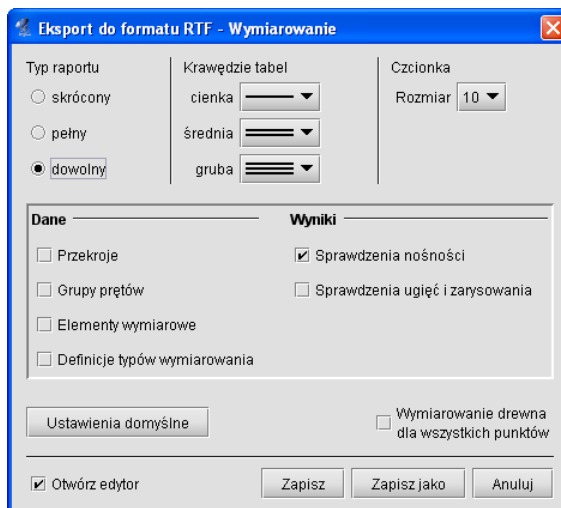 Eksport do formatu RTF - Wymiarowanie
Typ raportu
skrócony
pełny
dowolny
Krawędzie tabel
cienka
średnia
gruba
Czcionka
Rozmiar 10
Dane
Przekroje
Grupy prętów
Elementy wymiarowe
Definicje typów wymiarowania
Wyniki
Sprawdzenia nośności
Sprawdzenia ugięć i zarysowania
Ustawienia domyślne
Wymiarowanie drewna
dla wszystkich punktów
Otwórz edytor
Zapisz
Zapisz jako
Anuluj